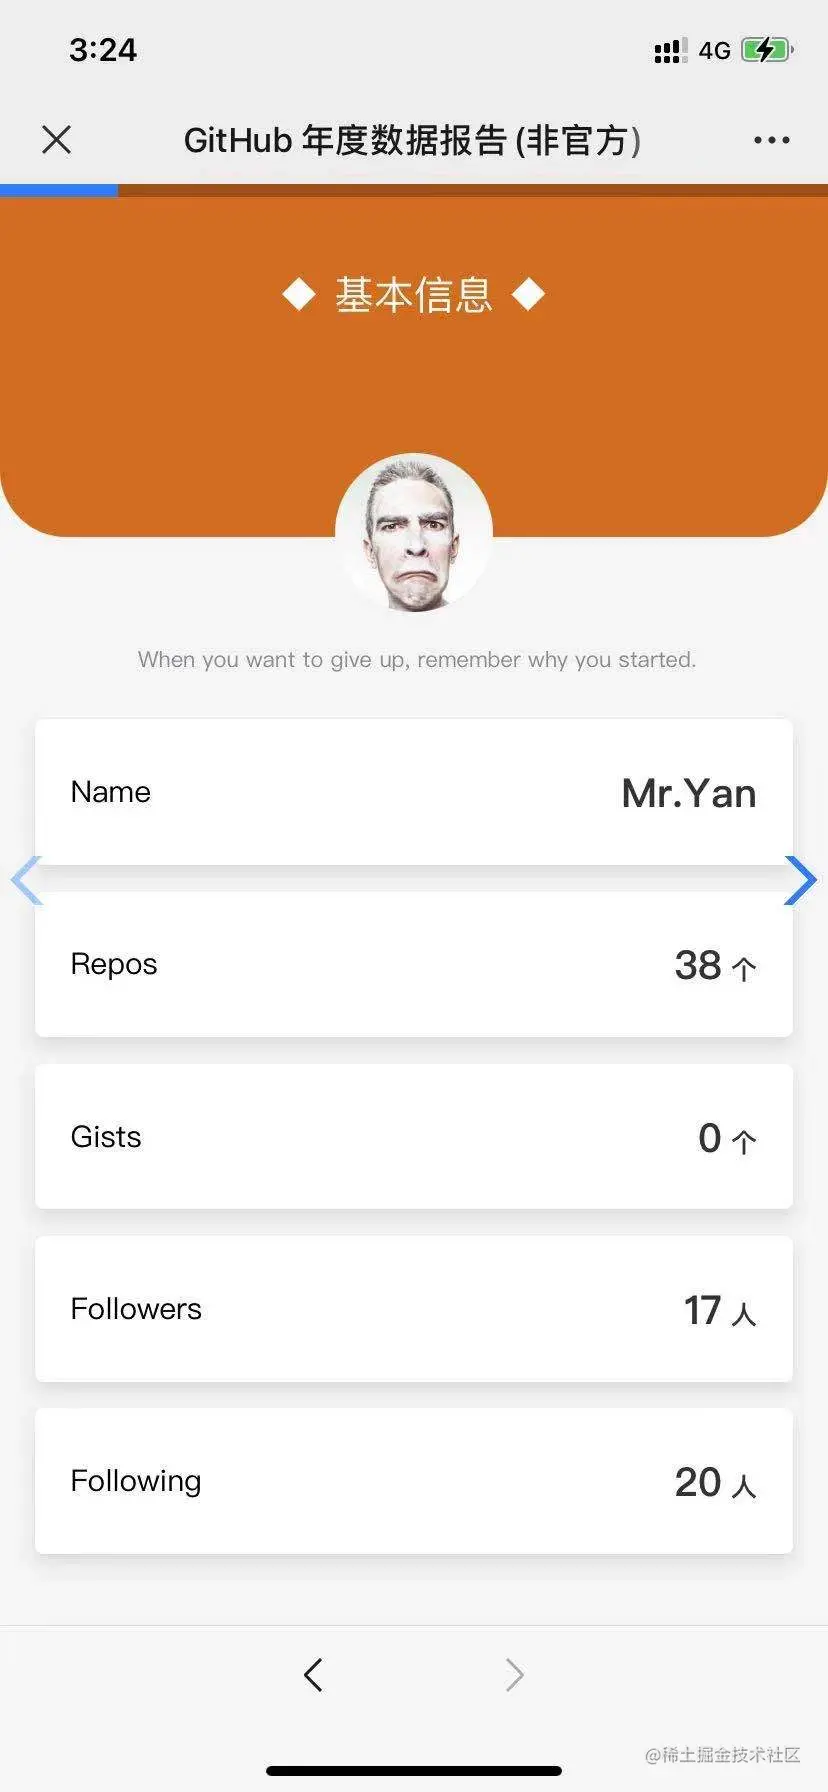 3:24
4G
GitHub 年度数据报告 (非官方)
◆ 基本信息 ◆
When you want to give up, remember why you started.
Name Mr.Yan
Repos 38 个
Gists 0 个
Followers 17 人
Following 20 人
@稀土掘金技术社区